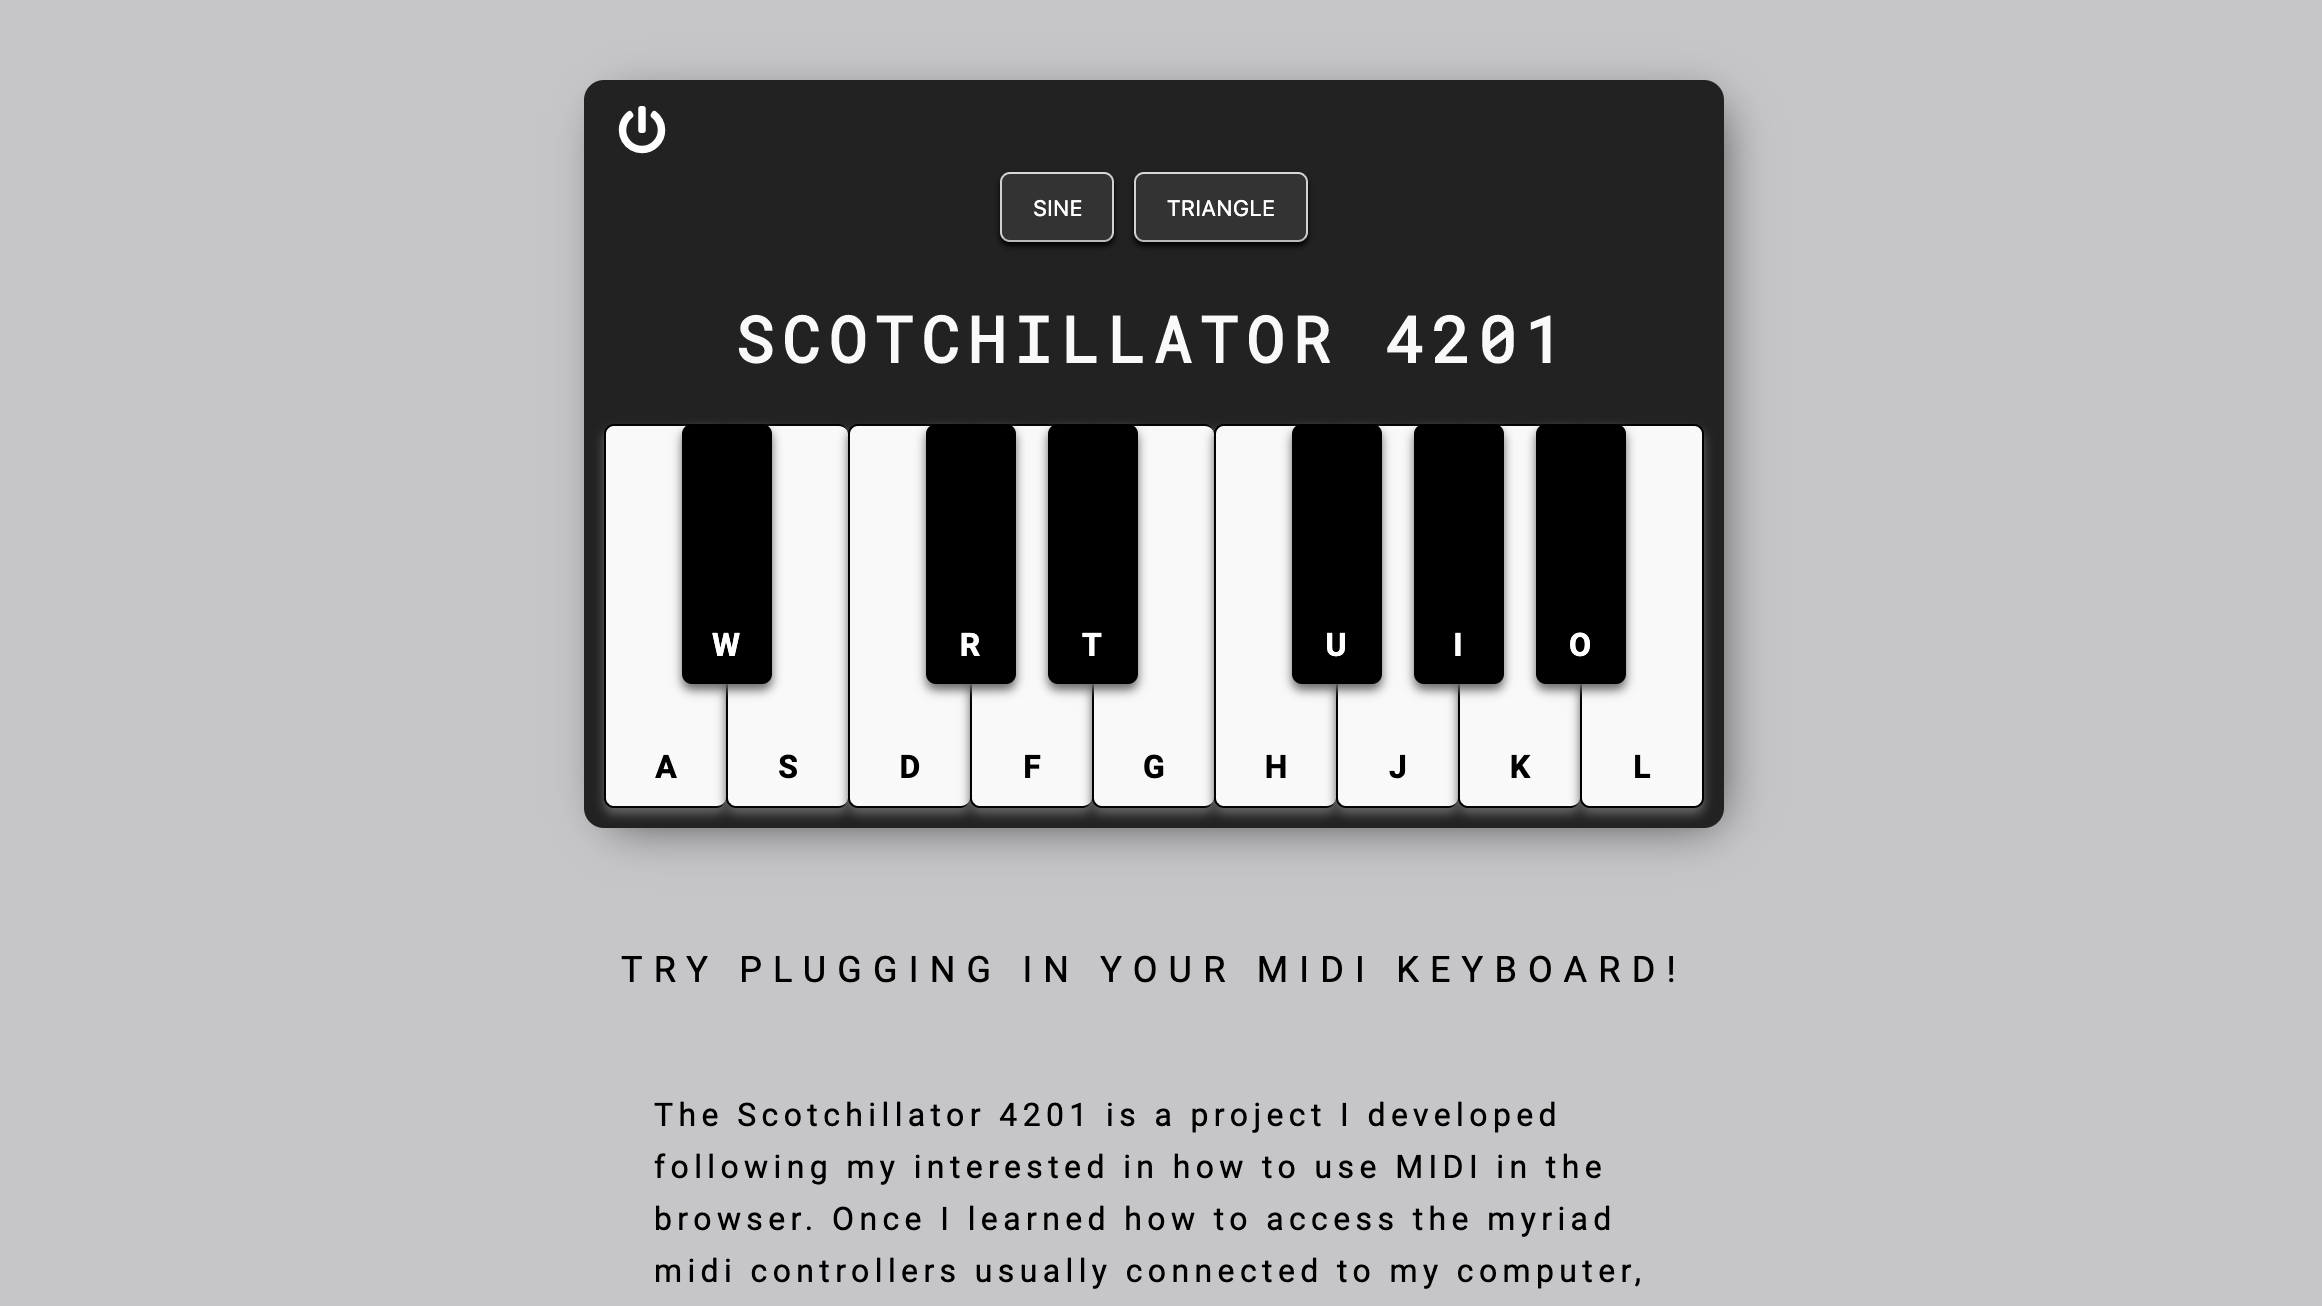 SINE TRIANGLE
SCOTCHILLATOR 4201
W R T U I O
A S D F G H J K L
TRY PLUGGING IN YOUR MIDI KEYBOARD!
The Scotchillator 4201 is a project I developed
following my interested in how to use MIDI in the
browser. Once I learned how to access the myriad
midi controllers usually connected to my computer,